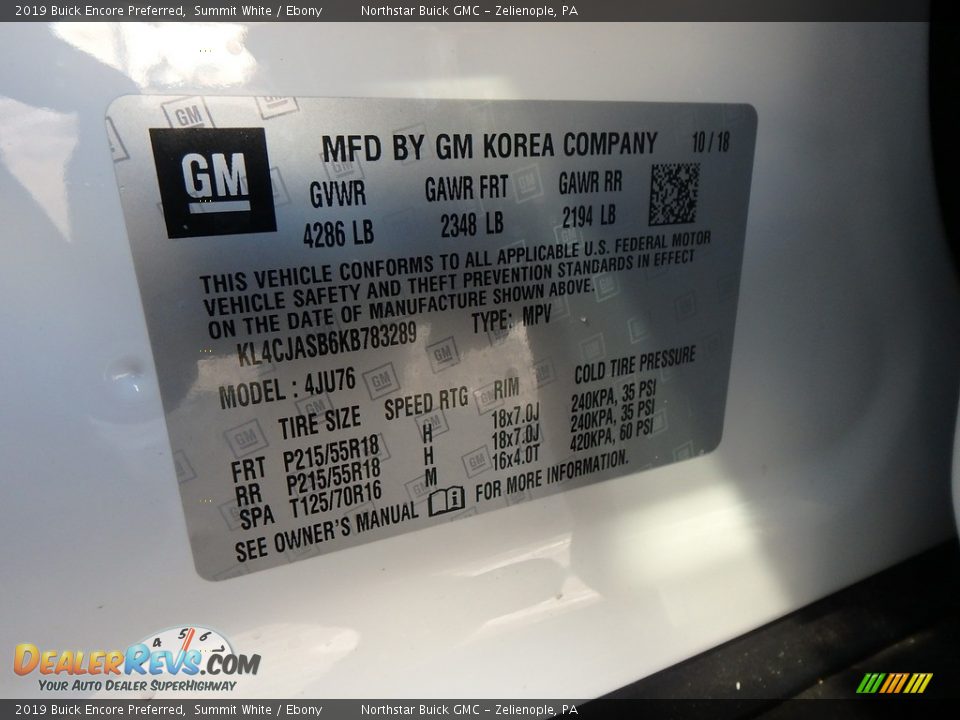 2019 Buick Encore Preferred, Summit White / Ebony Northstar Buick GMC - Zelienople, PA
GM
MFD BY GM KOREA COMPANY 10/18
GVWR GAWR FRT GAWR RR
4286 LB 2348 LB 2194 LB
THIS VEHICLE CONFORMS TO ALL APPLICABLE U.S. FEDERAL MOTOR
VEHICLE SAFETY AND THEFT PREVENTION STANDARDS IN EFFECT
ON THE DATE OF MANUFACTURE SHOWN ABOVE.
KL4CJASB6KB783289 TYPE: MPV
MODEL : 4JU76
TIRE SIZE SPEED RTG RIM COLD TIRE PRESSURE
FRT P215/55R18 H 18x7.0J 240KPA, 35 PSI
RR P215/55R18 H 18x7.0J 240KPA, 35 PSI
SPA T125/70R16 M 16x4.0T 420KPA, 60 PSI
SEE OWNER'S MANUAL FOR MORE INFORMATION.
4 5 6
DEALERREVS.COM
YOUR AUTO DEALER SUPERHIGHWAY
2019 Buick Encore Preferred, Summit White / Ebony Northstar Buick GMC - Zelienople, PA